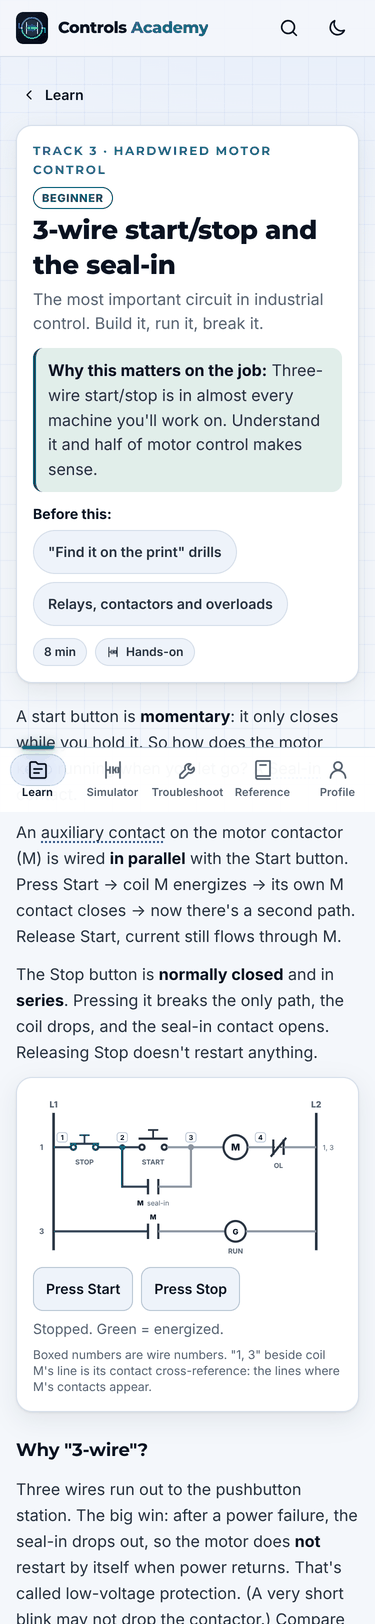 Controls Academy
Learn
TRACK 3 · HARDWIRED MOTOR
CONTROL
BEGINNER
3-wire start/stop and
the seal-in
The most important circuit in industrial
control. Build it, run it, break it.
Why this matters on the job: Three-
wire start/stop is in almost every
machine you'll work on. Understand
it and half of motor control makes
sense.
Before this:
"Find it on the print" drills
Relays, contactors and overloads
8 min
Hands-on
A start button is momentary: it only closes
while you hold it. So how does the motor
Learn
Simulator
Troubleshoot
Reference
Profile
An auxiliary contact on the motor contactor
(M) is wired in parallel with the Start button.
Press Start → coil M energizes → its own M
contact closes → now there's a second path.
Release Start, current still flows through M.
The Stop button is normally closed and in
series. Pressing it breaks the only path, the
coil drops, and the seal-in contact opens.
Releasing Stop doesn't restart anything.
L1 L2
1 1 2 3 M 4 1, 3
STOP START OL
M seal-in
M
3 G
RUN
Press Start
Press Stop
Stopped. Green = energized.
Boxed numbers are wire numbers. "1, 3" beside coil
M's line is its contact cross-reference: the lines where
M's contacts appear.
Why "3-wire"?
Three wires run out to the pushbutton
station. The big win: after a power failure, the
seal-in drops out, so the motor does not
restart by itself when power returns. That's
called low-voltage protection. (A very short
blink may not drop the contactor.) Compare